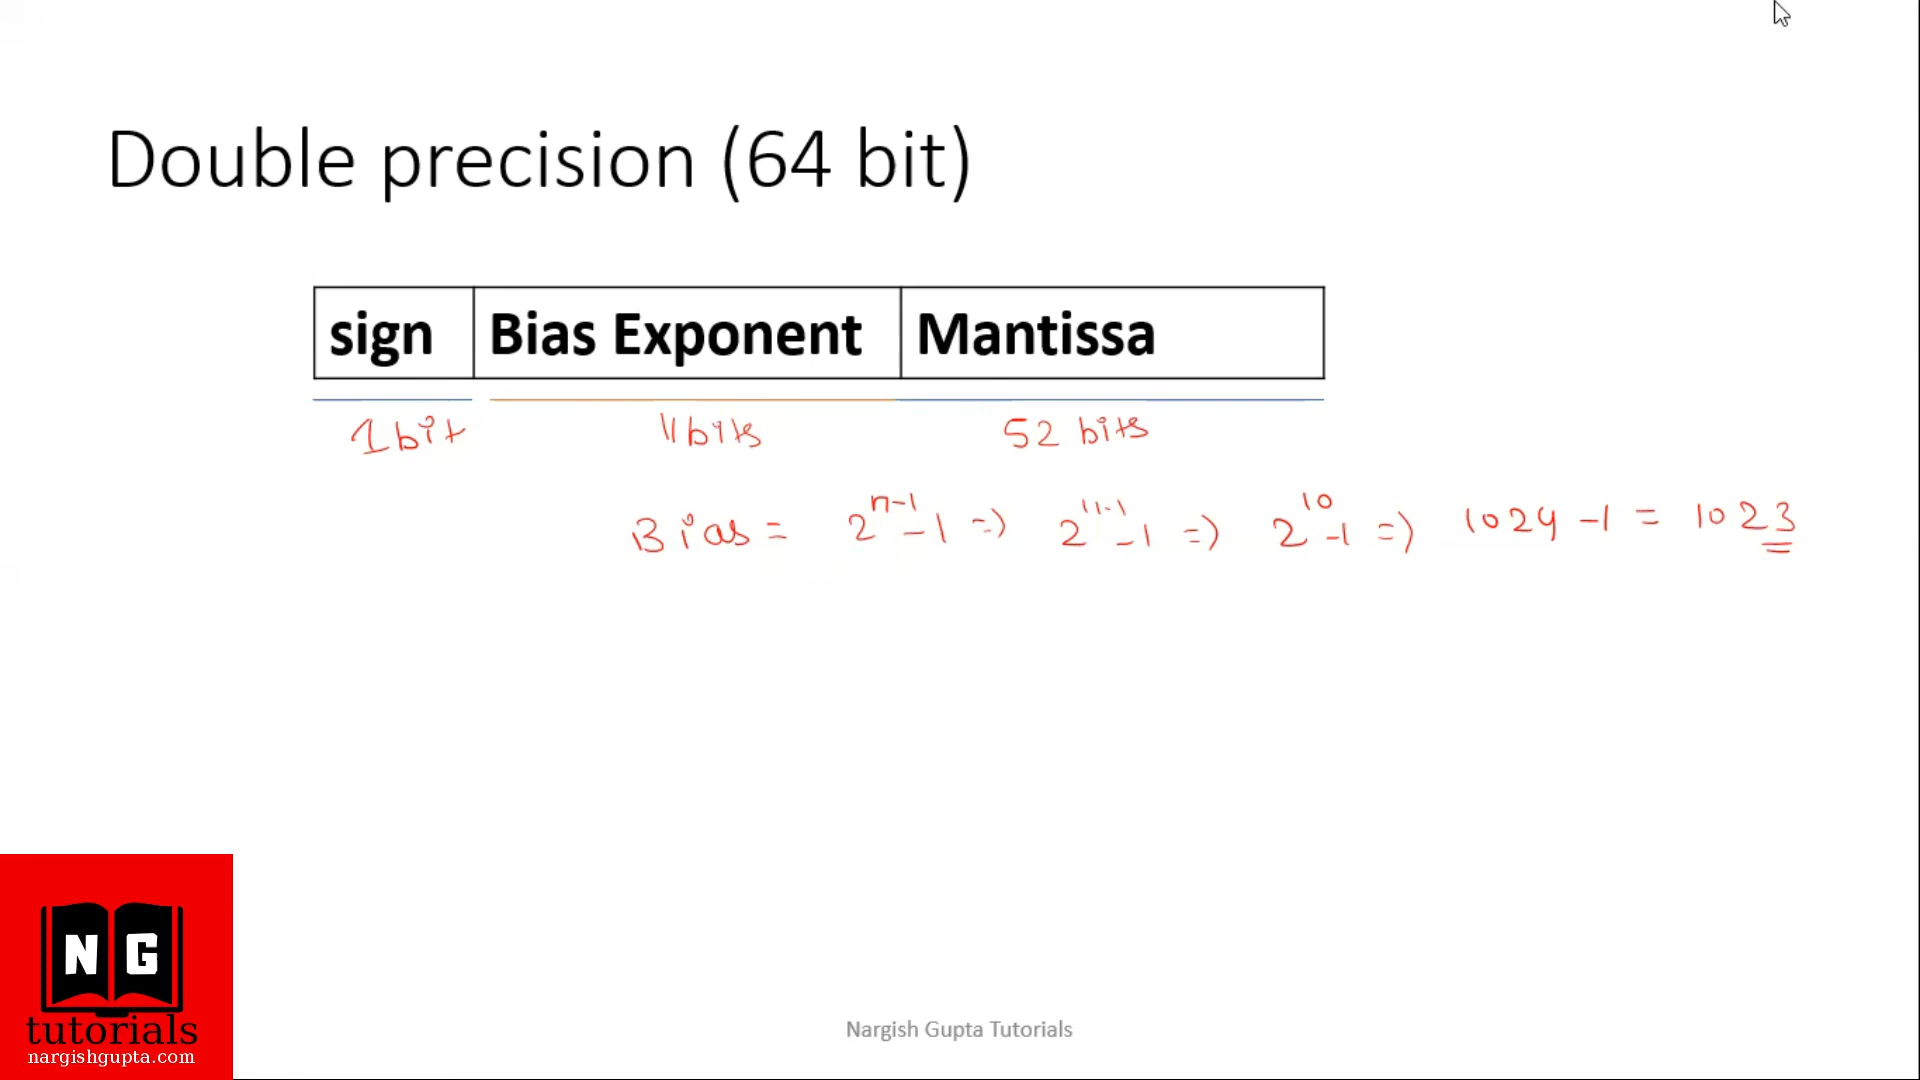 Double precision (64 bit)
sign Bias Exponent Mantissa
1 bit 11 bits 52 bits
Bias = 2^{n-1} - 1 => 2^{11-1} - 1 => 2^{10} - 1 => 1024 - 1 = 1023
N G
tutorials
nargishgupta.com
Nargish Gupta Tutorials